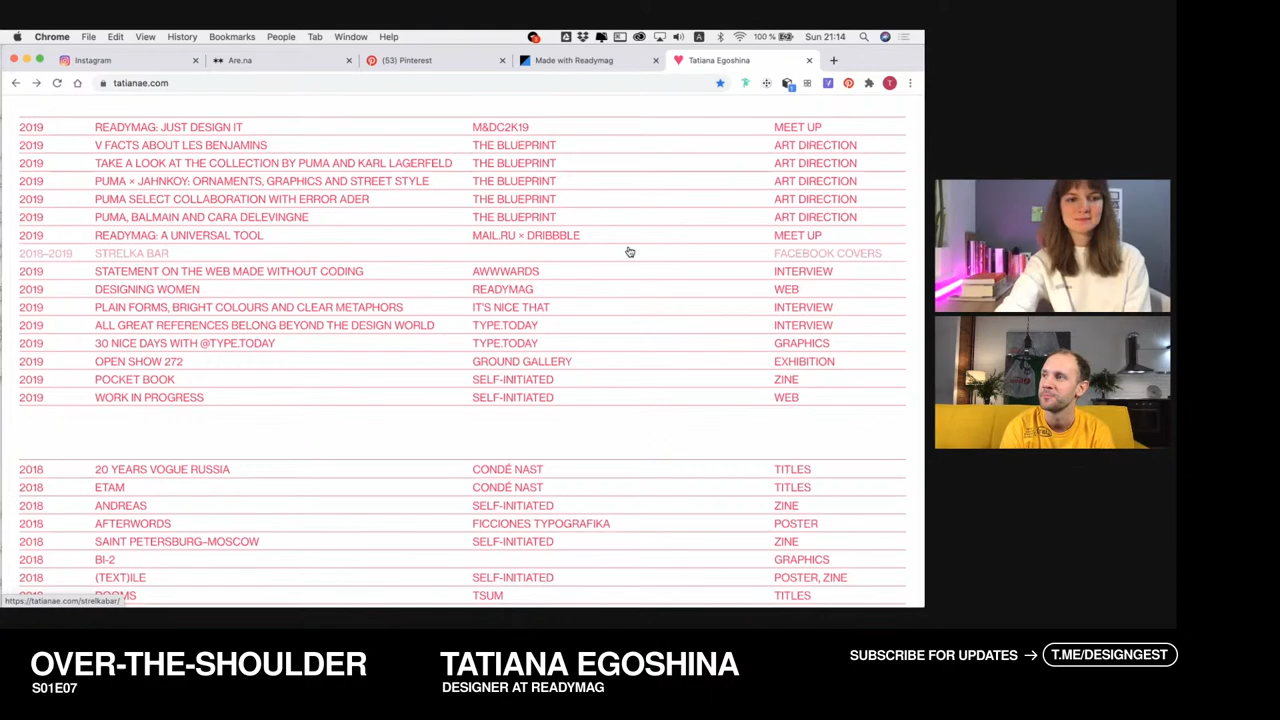 Chrome File Edit View History Bookmarks People Tab Window Help 100 % Sun 21:14
Instagram Are.na (53) Pinterest Made with Readymag Tatiana Egoshina
tatianae.com
2019 READYMAG: JUST DESIGN IT M&DC2K19 MEET UP
2019 V FACTS ABOUT LES BENJAMINS THE BLUEPRINT ART DIRECTION
2019 TAKE A LOOK AT THE COLLECTION BY PUMA AND KARL LAGERFELD THE BLUEPRINT ART DIRECTION
2019 PUMA × JAHNKOY: ORNAMENTS, GRAPHICS AND STREET STYLE THE BLUEPRINT ART DIRECTION
2019 PUMA SELECT COLLABORATION WITH ERROR ADER THE BLUEPRINT ART DIRECTION
2019 PUMA, BALMAIN AND CARA DELEVINGNE THE BLUEPRINT ART DIRECTION
2019 READYMAG: A UNIVERSAL TOOL MAIL.RU × DRIBBBLE MEET UP
2018–2019 STRELKA BAR FACEBOOK COVERS
2019 STATEMENT ON THE WEB MADE WITHOUT CODING AWWWARDS INTERVIEW
2019 DESIGNING WOMEN READYMAG WEB
2019 PLAIN FORMS, BRIGHT COLOURS AND CLEAR METAPHORS IT'S NICE THAT INTERVIEW
2019 ALL GREAT REFERENCES BELONG BEYOND THE DESIGN WORLD TYPE.TODAY INTERVIEW
2019 30 NICE DAYS WITH @TYPE.TODAY TYPE.TODAY GRAPHICS
2019 OPEN SHOW 272 GROUND GALLERY EXHIBITION
2019 POCKET BOOK SELF-INITIATED ZINE
2019 WORK IN PROGRESS SELF-INITIATED WEB
2018 20 YEARS VOGUE RUSSIA CONDÉ NAST TITLES
2018 ETAM CONDÉ NAST TITLES
2018 ANDREAS SELF-INITIATED ZINE
2018 AFTERWORDS FICCIONES TYPOGRAFIKA POSTER
2018 SAINT PETERSBURG–MOSCOW SELF-INITIATED ZINE
2018 BI-2 GRAPHICS
2018 (TEXT)ILE SELF-INITIATED POSTER, ZINE
2018 ROOMS TSUM TITLES
https://tatianae.com/strelkabar/
OVER-THE-SHOULDER
S01E07
TATIANA EGOSHINA
DESIGNER AT READYMAG
SUBSCRIBE FOR UPDATES → T.ME/DESIGNGEST